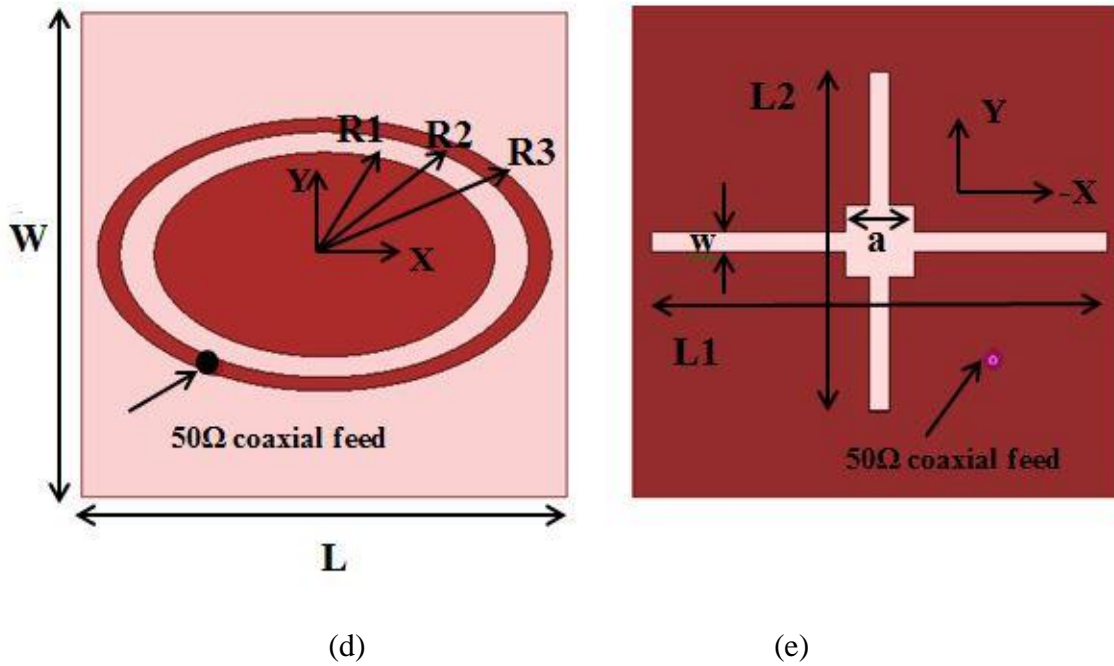 R1
R2
R3
Y
X
W
50Ω coaxial feed
L
(d)
L2
Y
-X
w
a
L1
50Ω coaxial feed
(e)